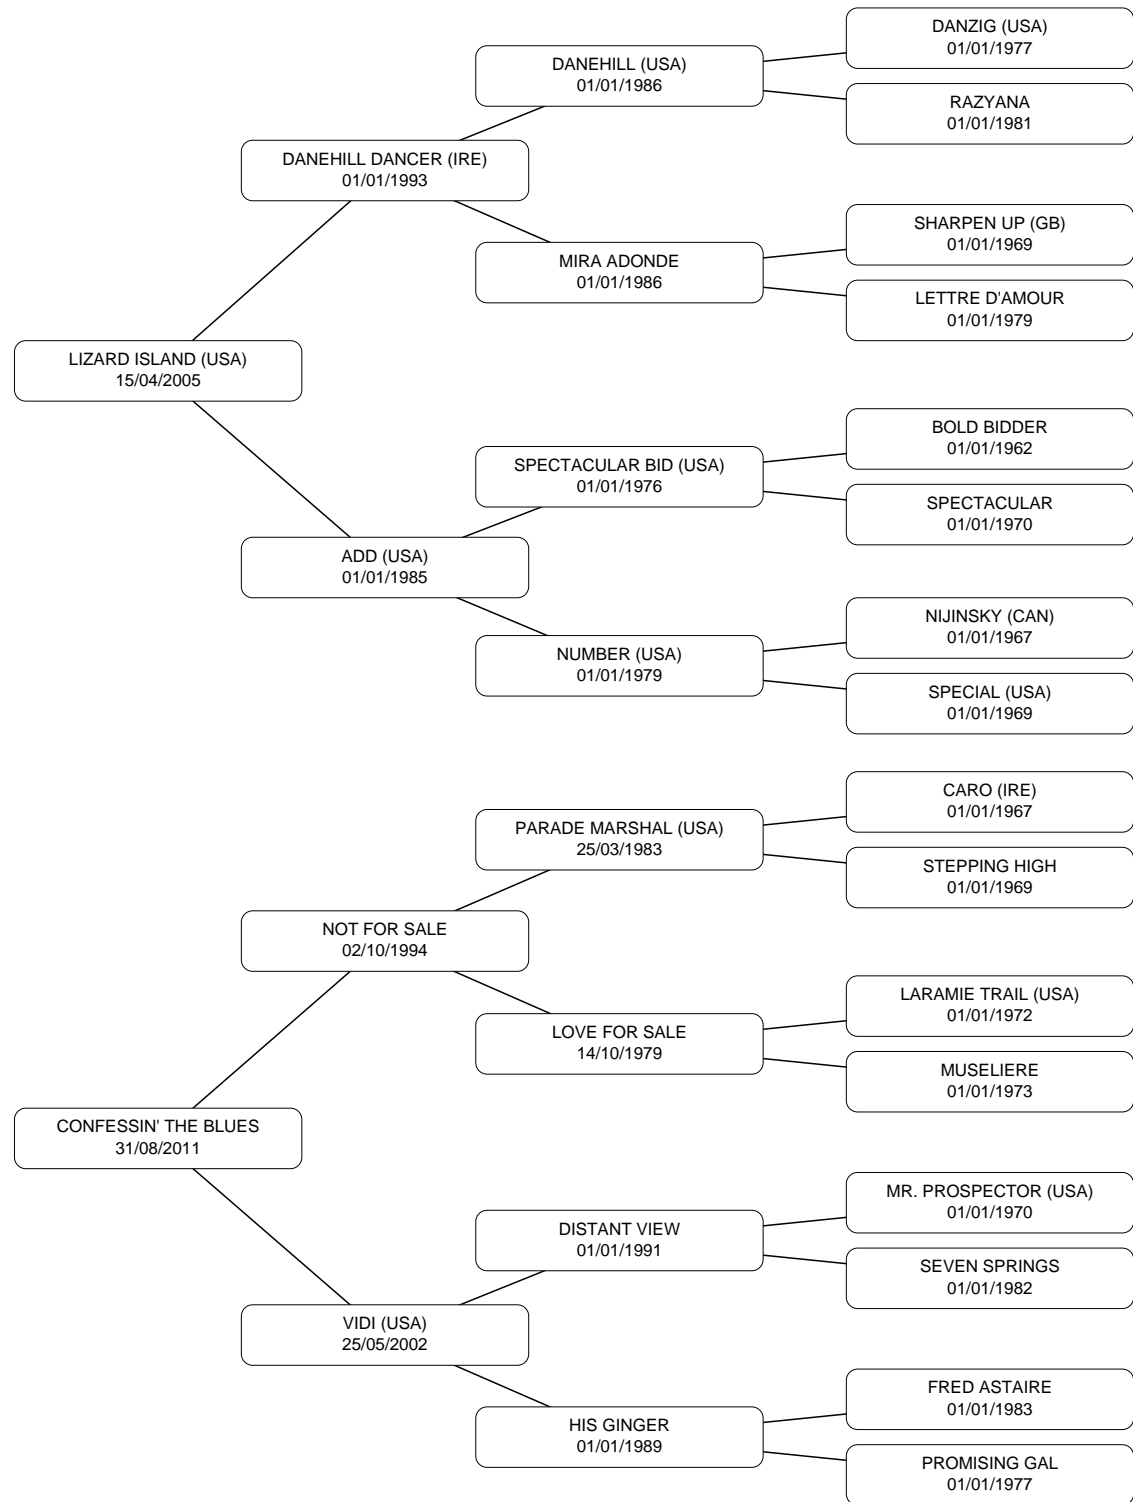 DANZIG (USA)
01/01/1977
DANEHILL (USA)
01/01/1986
RAZYANA
01/01/1981
DANEHILL DANCER (IRE)
01/01/1993
SHARPEN UP (GB)
01/01/1969
MIRA ADONDE
01/01/1986
LETTRE D'AMOUR
01/01/1979
LIZARD ISLAND (USA)
15/04/2005
BOLD BIDDER
01/01/1962
SPECTACULAR BID (USA)
01/01/1976
SPECTACULAR
01/01/1970
ADD (USA)
01/01/1985
NIJINSKY (CAN)
01/01/1967
NUMBER (USA)
01/01/1979
SPECIAL (USA)
01/01/1969
CARO (IRE)
01/01/1967
PARADE MARSHAL (USA)
25/03/1983
STEPPING HIGH
01/01/1969
NOT FOR SALE
02/10/1994
LARAMIE TRAIL (USA)
01/01/1972
LOVE FOR SALE
14/10/1979
MUSELIERE
01/01/1973
CONFESSIN' THE BLUES
31/08/2011
MR. PROSPECTOR (USA)
01/01/1970
DISTANT VIEW
01/01/1991
SEVEN SPRINGS
01/01/1982
VIDI (USA)
25/05/2002
FRED ASTAIRE
01/01/1983
HIS GINGER
01/01/1989
PROMISING GAL
01/01/1977